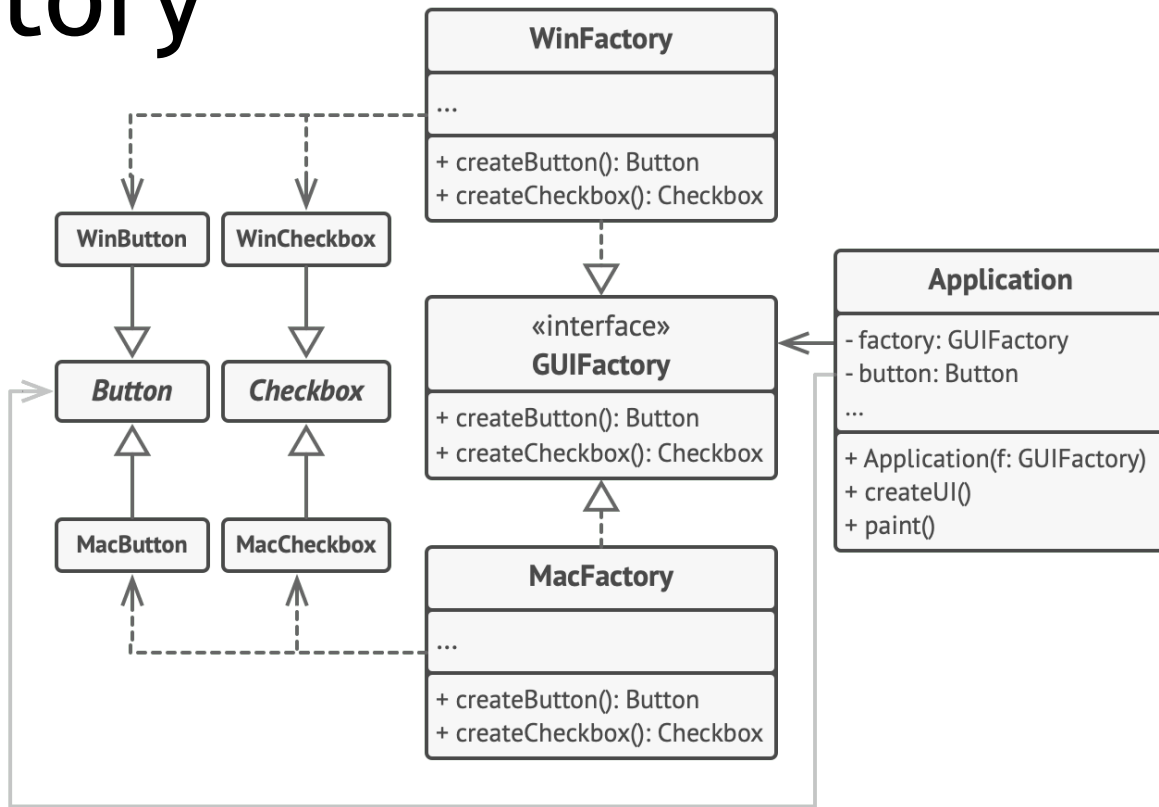 tory
WinFactory
...
+ createButton(): Button
+ createCheckbox(): Checkbox
WinButton
WinCheckbox
Button
Checkbox
MacButton
MacCheckbox
«interface»
GUIFactory
+ createButton(): Button
+ createCheckbox(): Checkbox
MacFactory
...
+ createButton(): Button
+ createCheckbox(): Checkbox
Application
- factory: GUIFactory
- button: Button
...
+ Application(f: GUIFactory)
+ createUI()
+ paint()